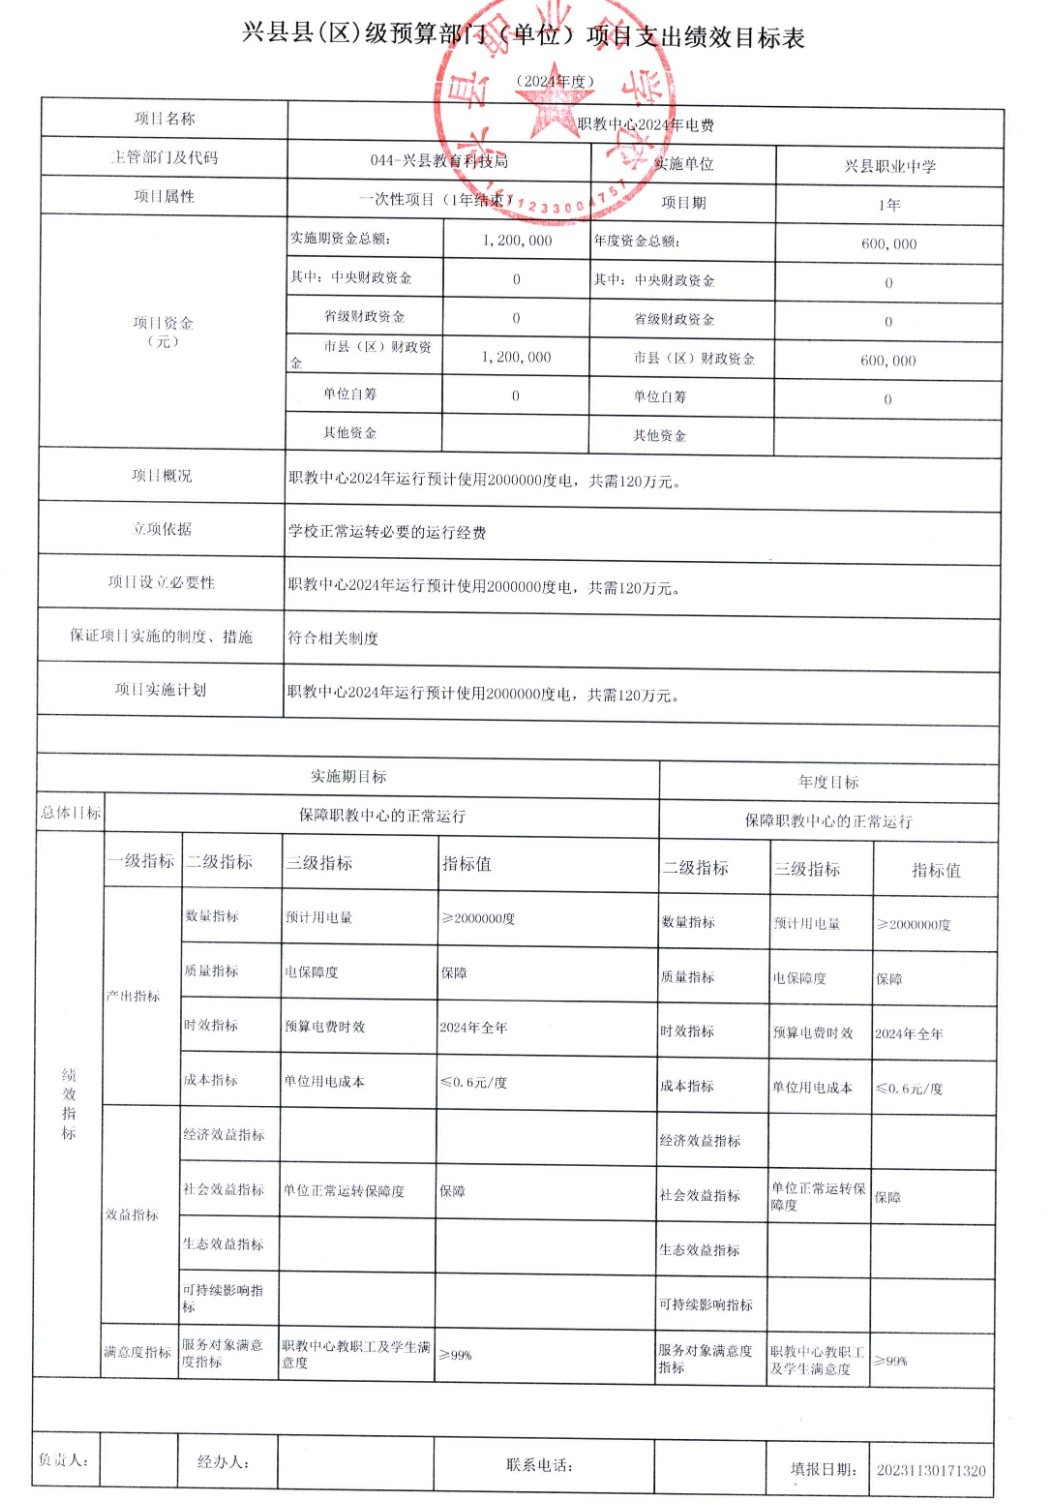 兴县县(区)级预算部门（单位）项目支出绩效目标表
（2024年度）
兴县职业中学校
1411233004757
项目名称 职教中心2024年电费
主管部门及代码 044-兴县教育科技局 实施单位 兴县职业中学
项目属性 一次性项目（1年结束） 项目期 1年
项目资金
（元）
实施期资金总额： 1,200,000 年度资金总额： 600,000
其中：中央财政资金 0 其中：中央财政资金 0
省级财政资金 0 省级财政资金 0
市县（区）财政资
金 1,200,000 市县（区）财政资金 600,000
单位自筹 0 单位自筹 0
其他资金 其他资金
项目概况 职教中心2024年运行预计使用2000000度电，共需120万元。
立项依据 学校正常运转必要的运行经费
项目设立必要性 职教中心2024年运行预计使用2000000度电，共需120万元。
保证项目实施的制度、措施 符合相关制度
项目实施计划 职教中心2024年运行预计使用2000000度电，共需120万元。
实施期目标 年度目标
总体目标 保障职教中心的正常运行 保障职教中心的正常运行
绩
效
指
标
一级指标 二级指标 三级指标 指标值 二级指标 三级指标 指标值
产出指标
数量指标 预计用电量 ≥2000000度 数量指标 预计用电量 ≥2000000度
质量指标 电保障度 保障 质量指标 电保障度 保障
时效指标 预算电费时效 2024年全年 时效指标 预算电费时效 2024年全年
成本指标 单位用电成本 ≤0.6元/度 成本指标 单位用电成本 ≤0.6元/度
效益指标
经济效益指标 经济效益指标
社会效益指标 单位正常运转保障度 保障 社会效益指标 单位正常运转保
障度 保障
生态效益指标 生态效益指标
可持续影响指
标 可持续影响指标
满意度指标 服务对象满意
度指标 职教中心教职工及学生满
意度 ≥99% 服务对象满意度
指标 职教中心教职工
及学生满意度 ≥99%
负责人： 经办人： 联系电话： 填报日期： 20231130171320